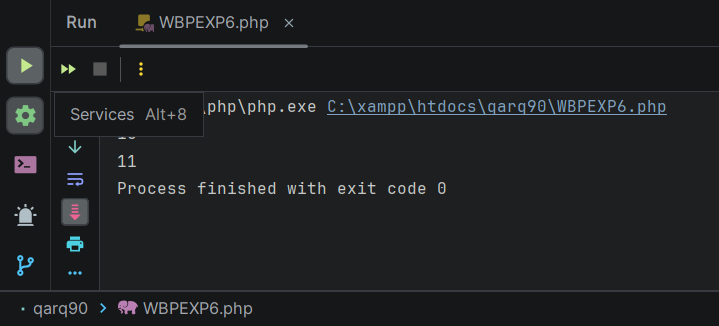 Run WBPEXP6.php ×
\php\php.exe C:\xampp\htdocs\qarq90\WBPEXP6.php
Services Alt+8
11
Process finished with exit code 0
qarq90 > WBPEXP6.php